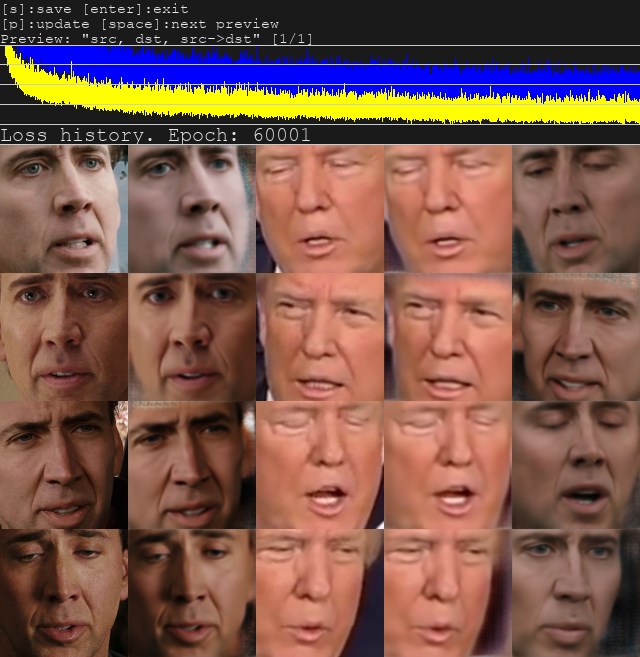 [s]:save [enter]:exit
[p]:update [space]:next preview
Preview: "src, dst, src->dst" [1/1]
Loss history. Epoch: 60001